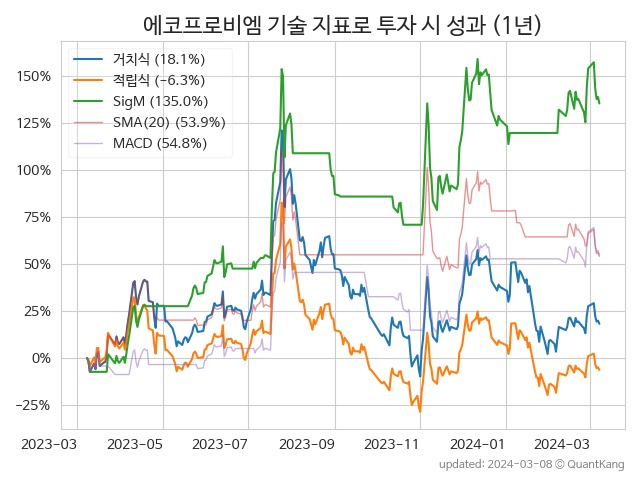 에코프로비엠 기술 지표로 투자 시 성과 (1년)
거치식 (18.1%)
적립식 (−6.3%)
SigM (135.0%)
SMA(20) (53.9%)
MACD (54.8%)
150%
125%
100%
75%
50%
25%
0%
−25%
2023−03 2023−05 2023−07 2023−09 2023−11 2024−01 2024−03
updated: 2024−03−08 © QuantKang